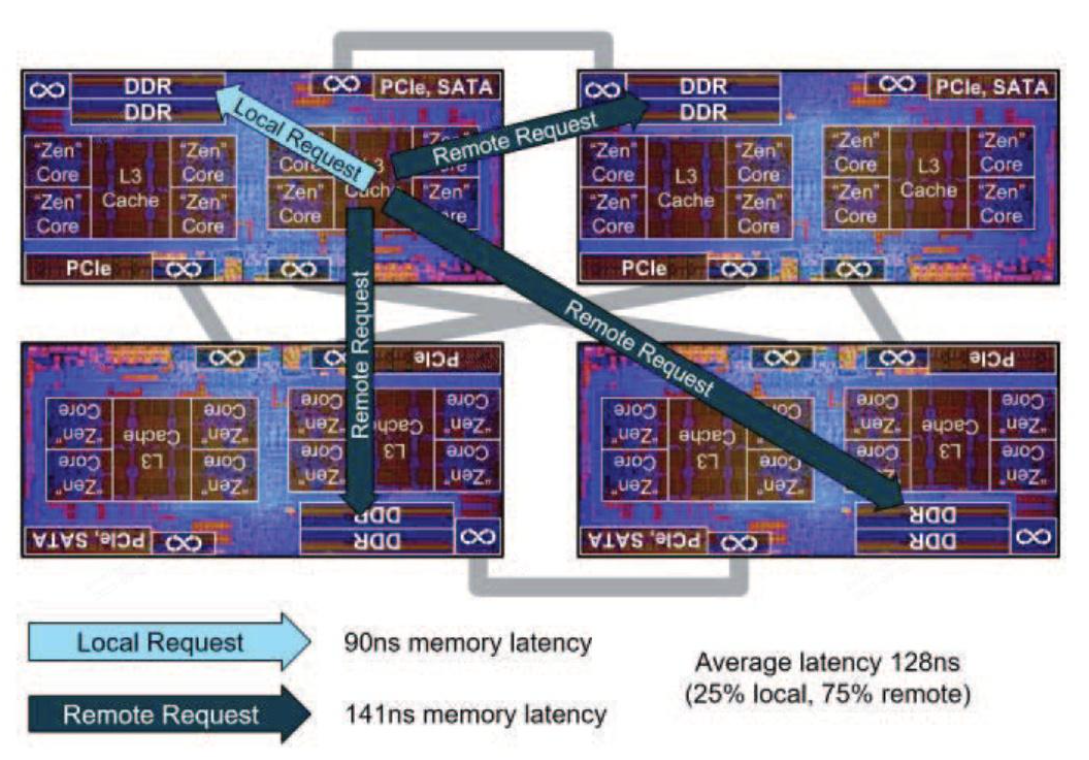 ∞ DDR ∞ PCIe, SATA
DDR
Local Request
Remote Request
"Zen" Core
L3 Cache
"Zen" Core
"Zen" Core
"Zen" Core
"Zen" Core
L3 Cache
"Zen" Core
"Zen" Core
PCIe ∞ ∞
∞ DDR ∞ PCIe, SATA
DDR
"Zen" Core
L3 Cache
"Zen" Core
"Zen" Core
"Zen" Core
"Zen" Core
L3 Cache
"Zen" Core
"Zen" Core
"Zen" Core
PCIe ∞ ∞
Remote Request
Remote Request
∞ ∞ PCIe
"Zen" Core
L3 Cache
"Zen" Core
"Zen" Core
"Zen" Core
"Zen" Core
L3 Cache
"Zen" Core
"Zen" Core
"Zen" Core
DDR
PCIe, SATA ∞ DDR ∞
∞ ∞ PCIe
"Zen" Core
L3 Cache
"Zen" Core
"Zen" Core
"Zen" Core
"Zen" Core
L3 Cache
"Zen" Core
"Zen" Core
"Zen" Core
DDR
PCIe, SATA ∞ DDR ∞
Local Request
90ns memory latency
Remote Request
141ns memory latency
Average latency 128ns
(25% local, 75% remote)